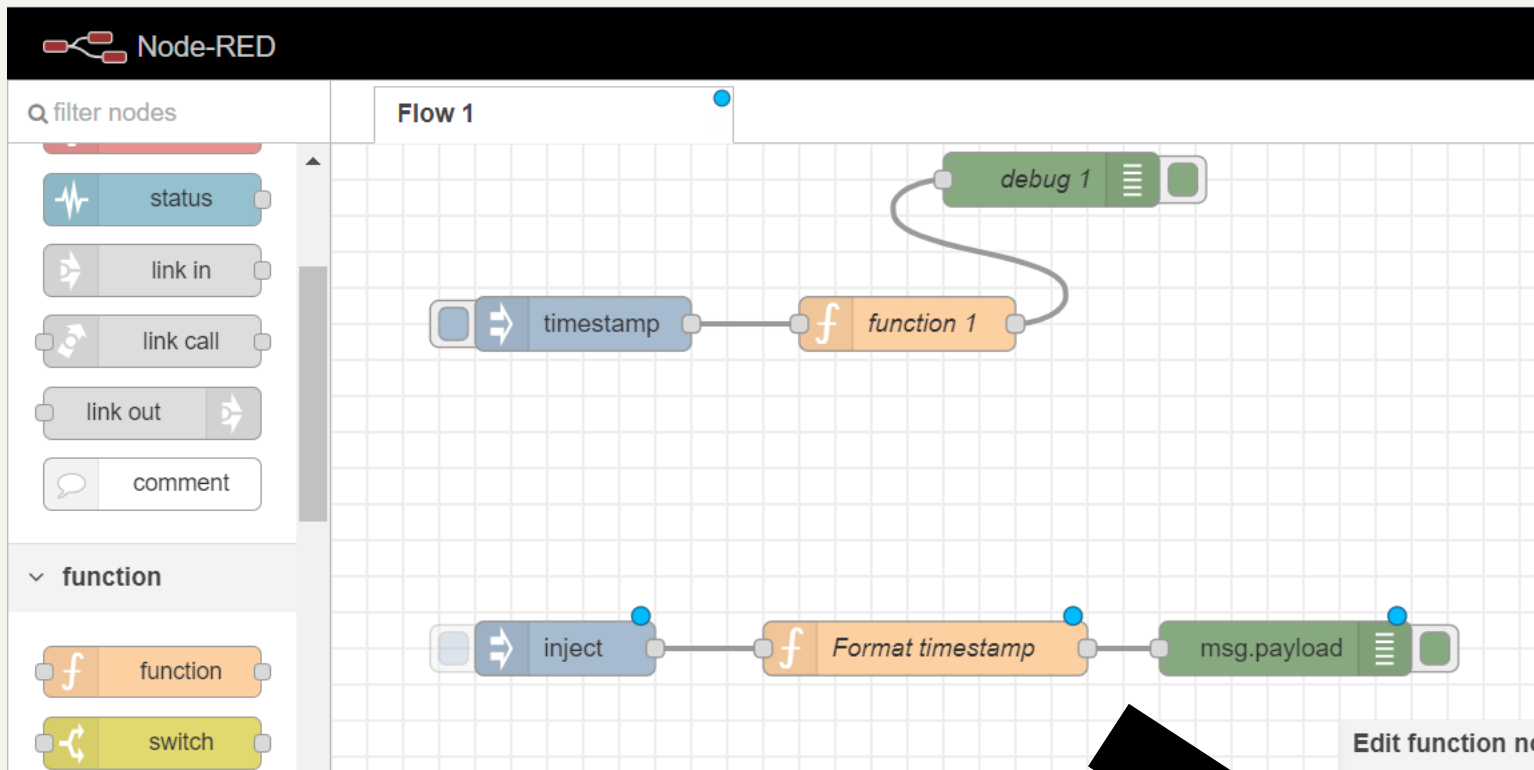 Node-RED
filter nodes
Flow 1
status
link in
link call
link out
comment
function
function
switch
debug 1
timestamp
function 1
inject
Format timestamp
msg.payload
Edit function